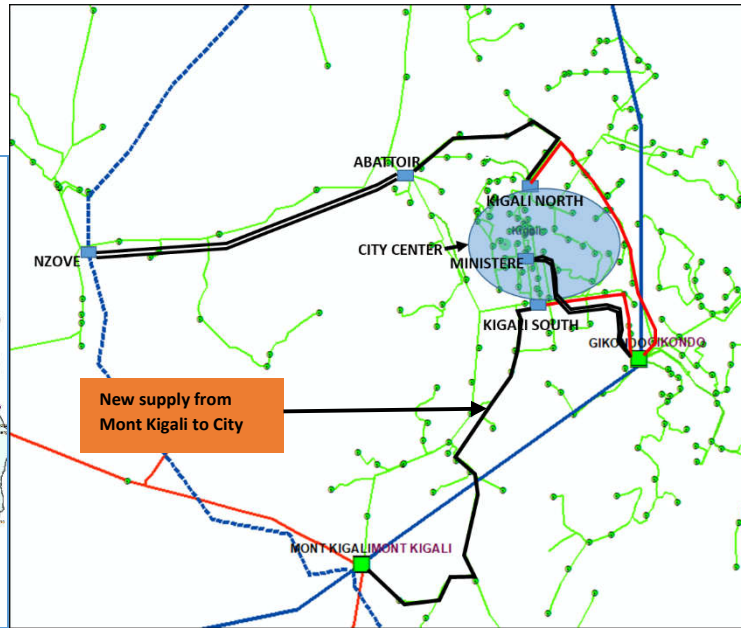 ABATTOIR
KIGALI NORTH
Kigali
CITY CENTER
MINISTERE
NZOVE
KIGALI SOUTH
GIKONDO GIKONDO
New supply from
Mont Kigali to City
MONT KIGALI MONT KIGALI